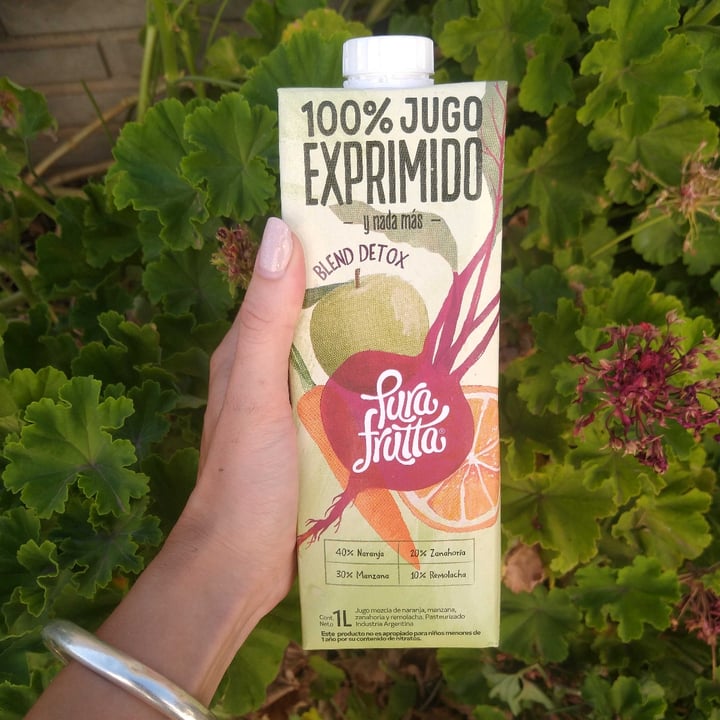 100% JUGO
EXPRIMIDO
– y nada más –
BLEND DETOX
Pura
frutta®
40% Naranja
20% Zanahoria
30% Manzana
10% Remolacha
Cont.
Neto 1L
Jugo mezcla de naranja, manzana,
zanahoria y remolacha. Pasteurizado
Industria Argentina
Este producto no es apropiado para niños menores de
1 año por su contenido de nitratos.